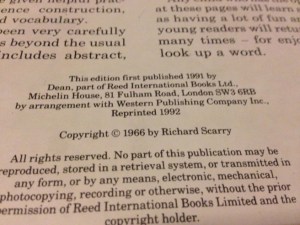 ence construction,
d vocabulary.
been very carefully
s beyond the usual
includes abstract,
at these pages will learn
as having a lot of fun
young readers will retu
many times – for enj
look up a word.
This edition first published 1991 by
Dean, part of Reed International Books Ltd.,
Michelin House, 81 Fulham Road, London SW3 6RB
by arrangement with Western Publishing Company Inc.,
Reprinted 1992
Copyright © 1966 by Richard Scarry
All rights reserved. No part of this publication may be
reproduced, stored in a retrieval system, or transmitted in
any form, or by any means, electronic, mechanical,
photocopying, recording or otherwise, without the prior
permission of Reed International Books Limited and the
copyright holder.